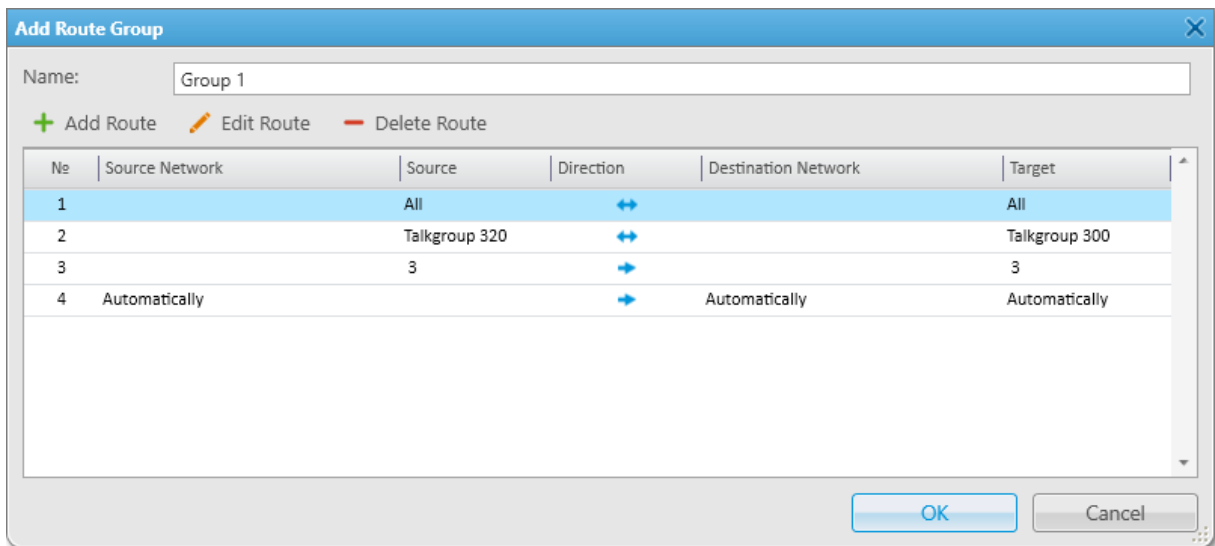 Add Route Group
Name: Group 1
Add Route Edit Route Delete Route
№ Source Network Source Direction Destination Network Target
1 All All
2 Talkgroup 320 Talkgroup 300
3 3 3
4 Automatically Automatically Automatically
OK Cancel